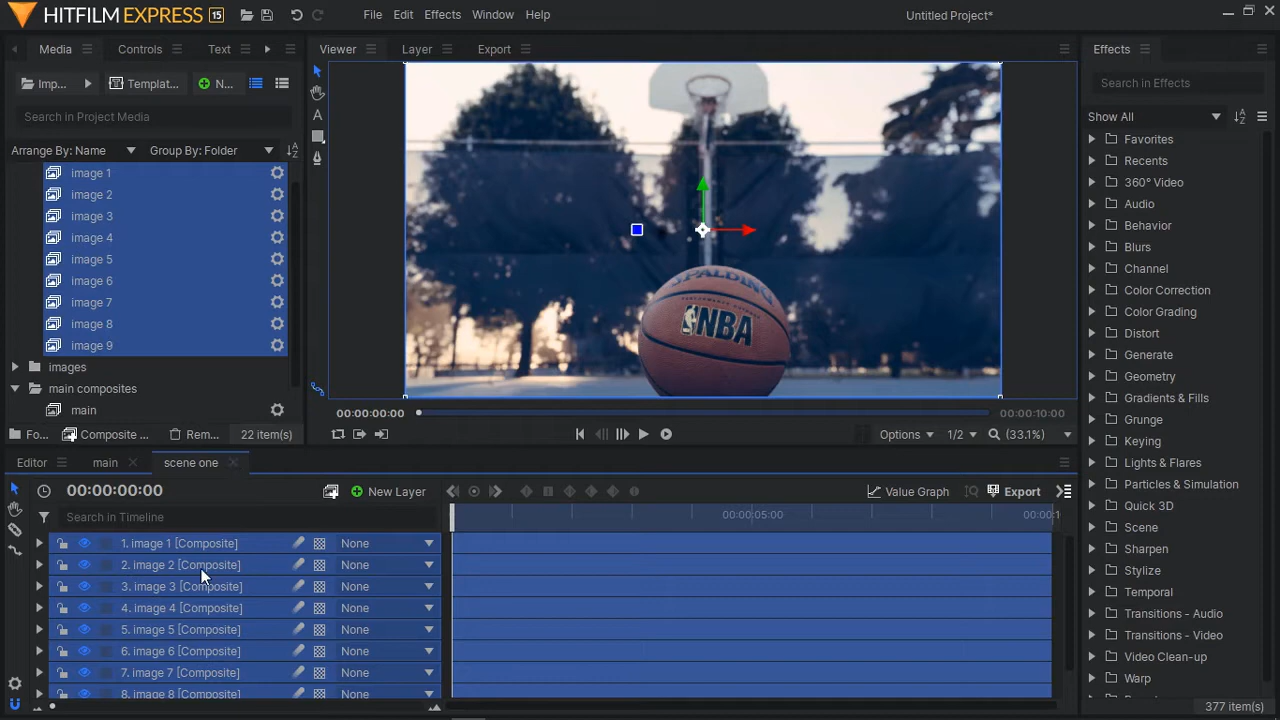 HITFILM EXPRESS 15
File Edit Effects Window Help
Untitled Project*
Media Controls Text
Viewer Layer Export
Effects
Imp... Templat... N...
Search in Project Media
Arrange By: Name Group By: Folder
image 1
image 2
image 3
image 4
image 5
image 6
image 7
image 8
image 9
images
main composites
main
Fo... Composite ... Rem... 22 item(s)
SPALDING
NBA
00:00:00:00 00:00:10:00
Options 1/2 (33.1%)
Search in Effects
Show All
Favorites
Recents
360° Video
Audio
Behavior
Blurs
Channel
Color Correction
Color Grading
Distort
Generate
Geometry
Gradients & Fills
Grunge
Keying
Lights & Flares
Particles & Simulation
Quick 3D
Scene
Sharpen
Stylize
Temporal
Transitions - Audio
Transitions - Video
Video Clean-up
Warp
377 item(s)
Editor main scene one
00:00:00:00 New Layer Value Graph Export
Search in Timeline 00:00:05:00 00:00:1
1. image 1 [Composite] None
2. image 2 [Composite] None
3. image 3 [Composite] None
4. image 4 [Composite] None
5. image 5 [Composite] None
6. image 6 [Composite] None
7. image 7 [Composite] None
8. image 8 [Composite] None